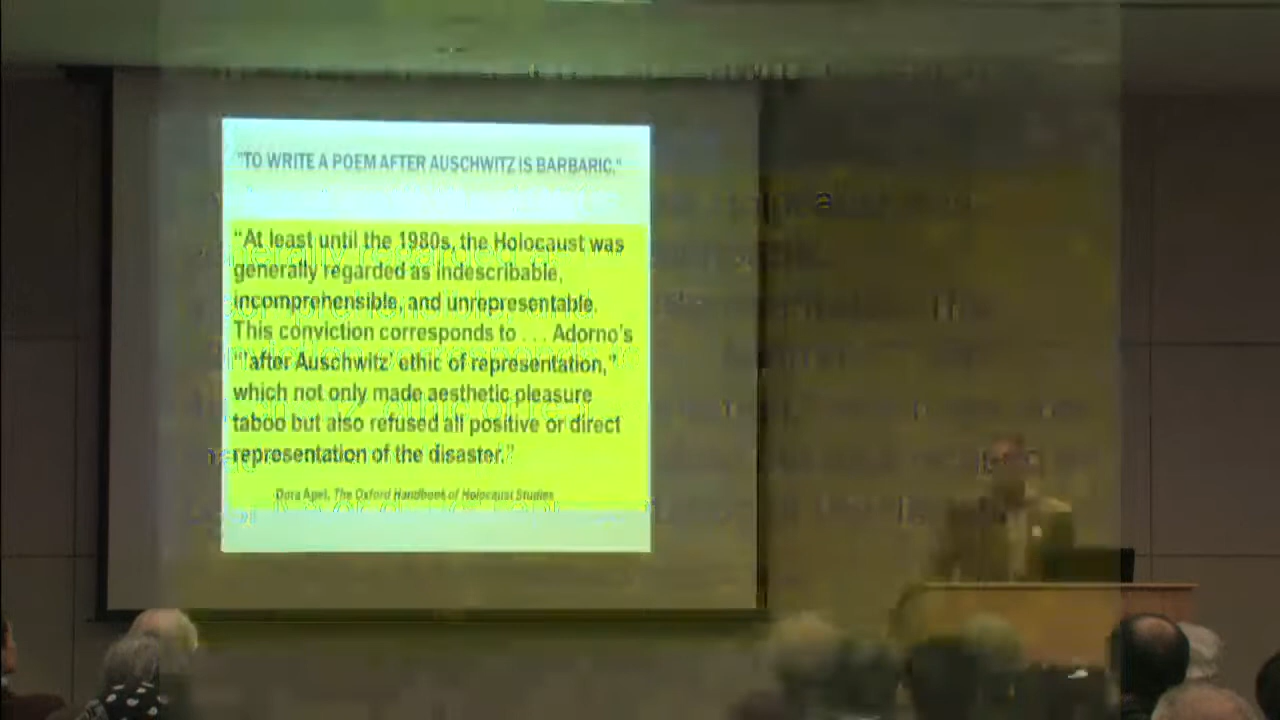 "TO WRITE A POEM AFTER AUSCHWITZ IS BARBARIC."
“At least until the 1980s, the Holocaust was
generally regarded as indescribable,
incomprehensible, and unrepresentable.
This conviction corresponds to . . . Adorno’s
“‘after Auschwitz’ ethic of representation,”
which not only made aesthetic pleasure
taboo but also refused all positive or direct
representation of the disaster.”
Dora Apel, The Oxford Handbook of Holocaust Studies